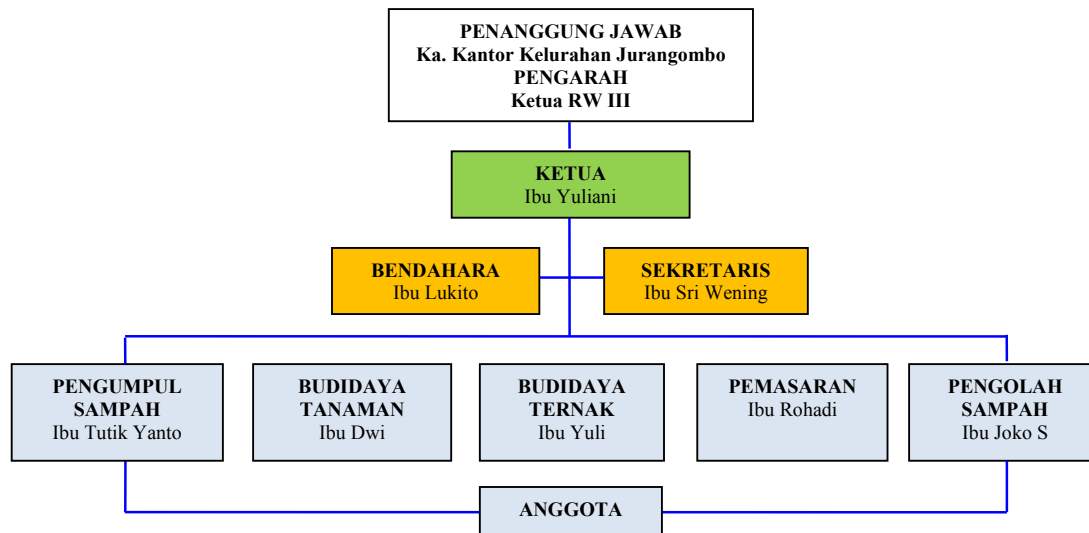 PENANGGUNG JAWAB
Ka. Kantor Kelurahan Jurangombo
PENGARAH
Ketua RW III
KETUA
Ibu Yuliani
BENDAHARA
Ibu Lukito
SEKRETARIS
Ibu Sri Wening
PENGUMPUL
SAMPAH
Ibu Tutik Yanto
BUDIDAYA
TANAMAN
Ibu Dwi
BUDIDAYA
TERNAK
Ibu Yuli
PEMASARAN
Ibu Rohadi
PENGOLAH
SAMPAH
Ibu Joko S
ANGGOTA